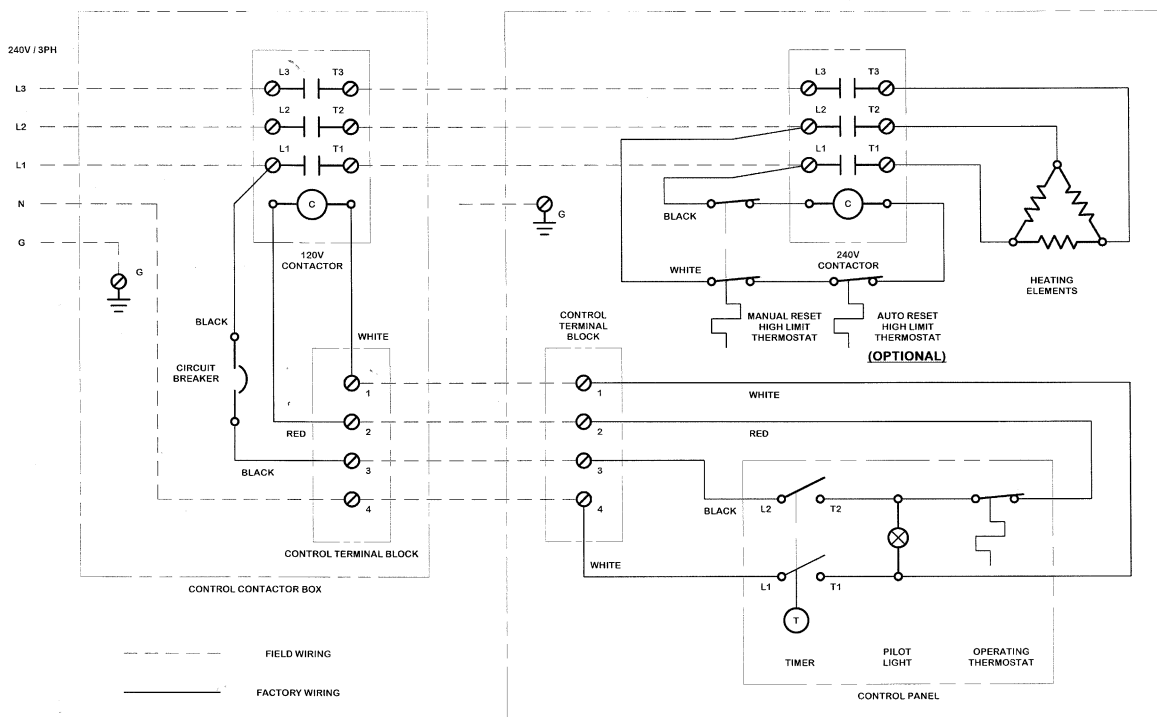 240V / 3PH
L3
L2
L1
N
G
G
L3 T3
L2 T2
L1 T1
C
120V
CONTACTOR
BLACK
WHITE
CIRCUIT
BREAKER
RED
BLACK
1
2
3
4
CONTROL TERMINAL BLOCK
CONTROL CONTACTOR BOX
FIELD WIRING
FACTORY WIRING
G
L3 T3
L2 T2
L1 T1
C
BLACK
WHITE
240V
CONTACTOR
HEATING
ELEMENTS
MANUAL RESET
HIGH LIMIT
THERMOSTAT
AUTO RESET
HIGH LIMIT
THERMOSTAT
(OPTIONAL)
CONTROL
TERMINAL
BLOCK
1
2
3
4
WHITE
RED
BLACK
WHITE
L2 T2
L1 T1
T
TIMER
PILOT
LIGHT
OPERATING
THERMOSTAT
CONTROL PANEL